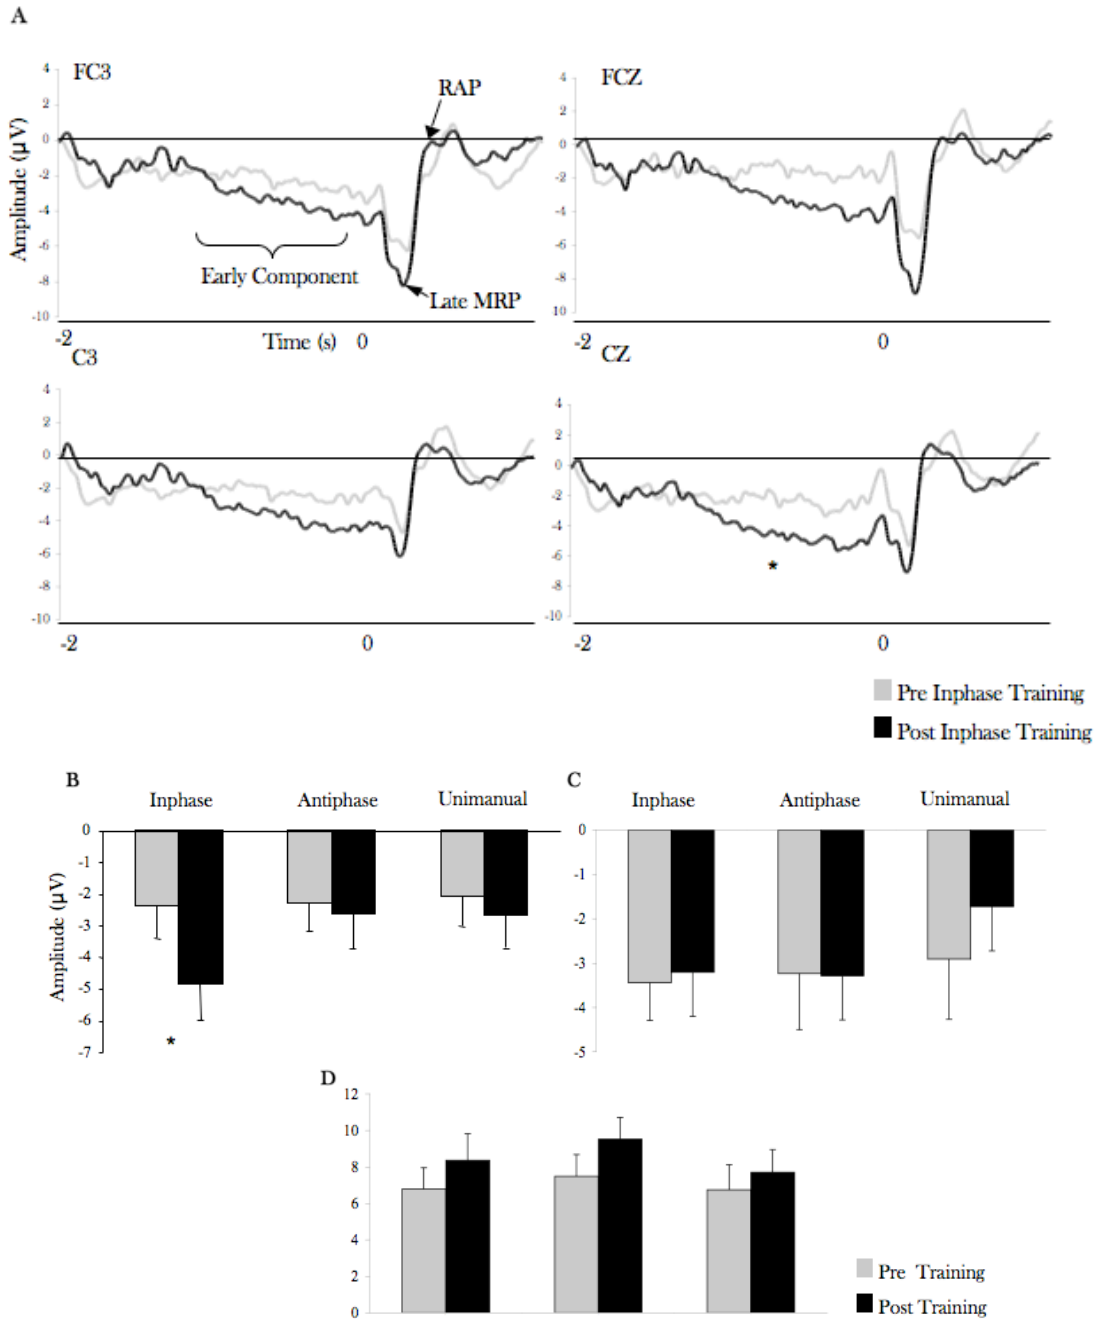 A
FC3
FCZ
RAP
Amplitude (µV)
4
2
0
-2
-4
-6
-8
-10
Early Component
Late MRP
-2
Time (s)
0
4
2
0
-2
-4
-6
-8
10
-2
0
C3
CZ
4
2
0
-2
-4
-6
-8
-10
-2
0
4
2
0
-2
-4
-6
-8
-10
*
-2
0
Pre Inphase Training
Post Inphase Training
B
Inphase
Antiphase
Unimanual
Amplitude (µV)
0
-1
-2
-3
-4
-5
-6
-7
*
C
Inphase
Antiphase
Unimanual
0
-1
-2
-3
-4
-5
D
12
10
8
6
4
2
0
Pre Training
Post Training